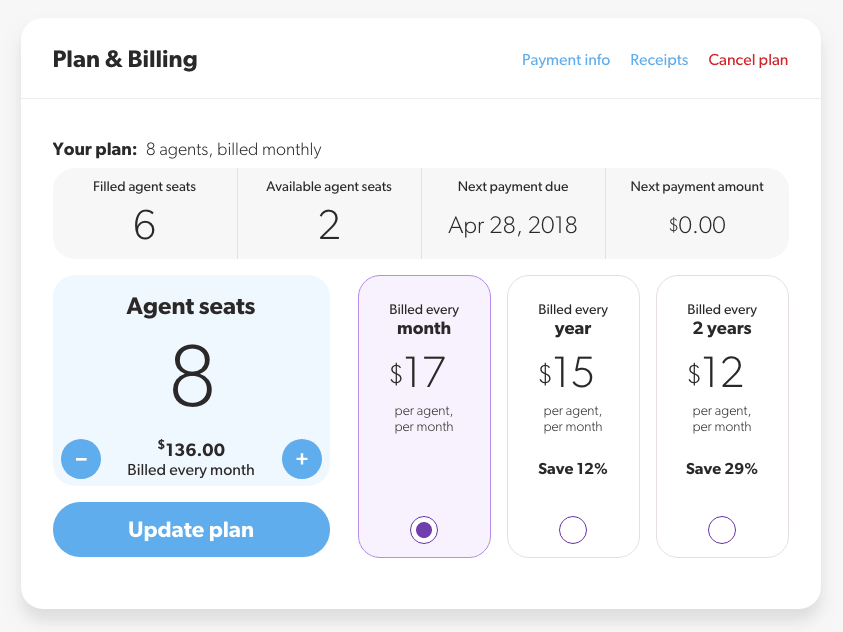 Plan & Billing
Payment info Receipts Cancel plan
Your plan: 8 agents, billed monthly
Filled agent seats
6
Available agent seats
2
Next payment due
Apr 28, 2018
Next payment amount
$0.00
Agent seats
8
−
$136.00
Billed every month
+
Update plan
Billed every
month
$17
per agent,
per month
Billed every
year
$15
per agent,
per month
Save 12%
Billed every
2 years
$12
per agent,
per month
Save 29%